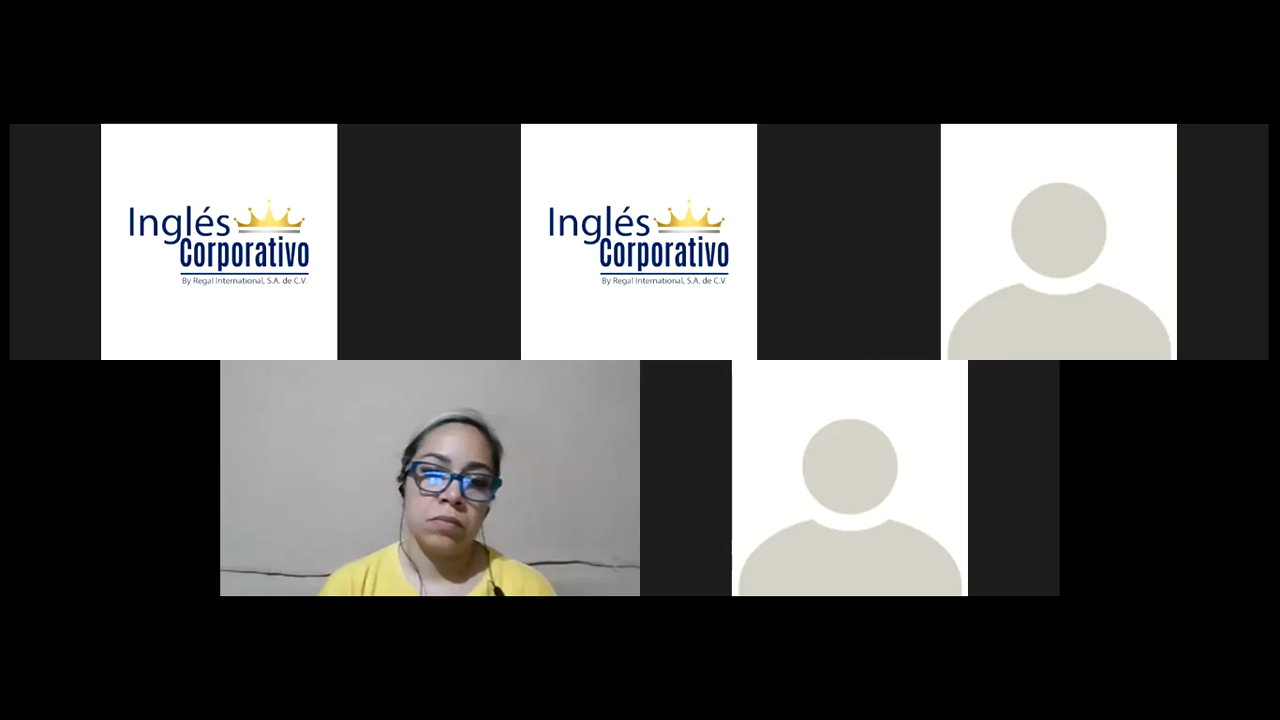 Inglés
Corporativo
By Regal International, S.A. de C.V.
Inglés
Corporativo
By Regal International, S.A. de C.V.